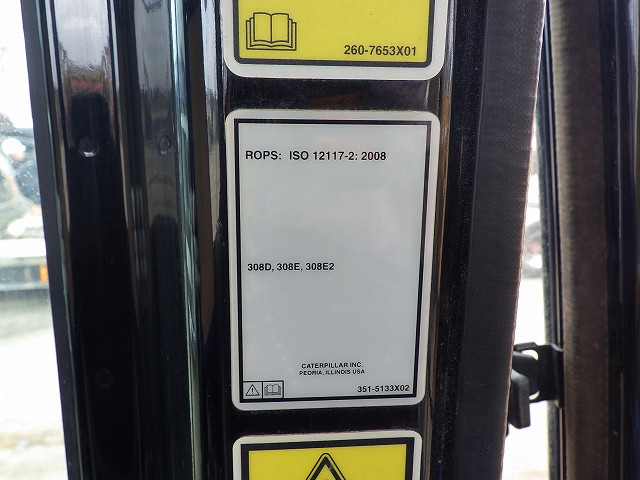 260-7653X01
ROPS: ISO 12117-2: 2008
308D, 308E, 308E2
CATERPILLAR INC.
PEORIA, ILLINOIS USA
351-5133X02